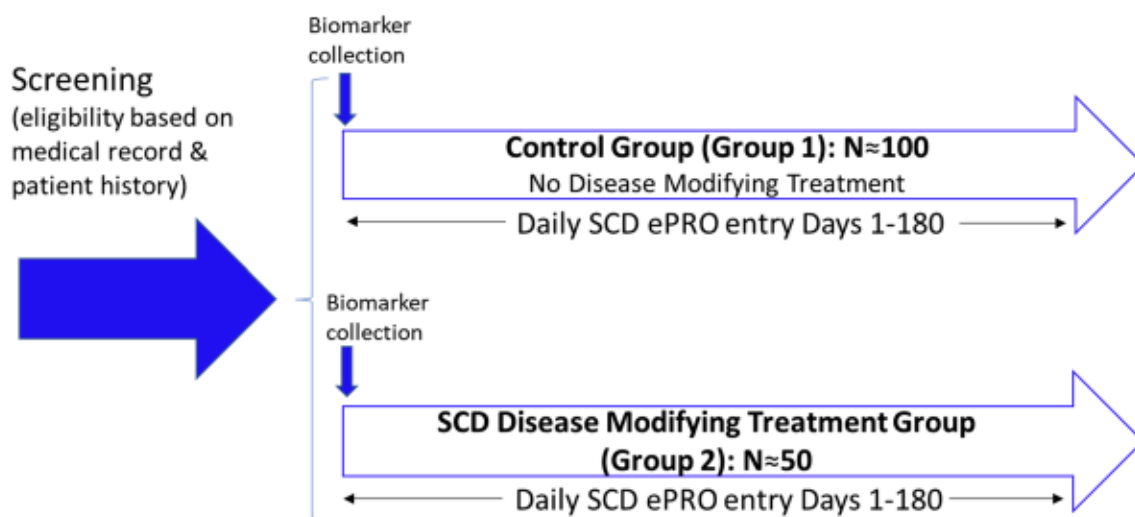 Screening
(eligibility based on
medical record &
patient history)
Biomarker
collection
Control Group (Group 1): N≈100
No Disease Modifying Treatment
Daily SCD ePRO entry Days 1-180
Biomarker
collection
SCD Disease Modifying Treatment Group
(Group 2): N≈50
Daily SCD ePRO entry Days 1-180